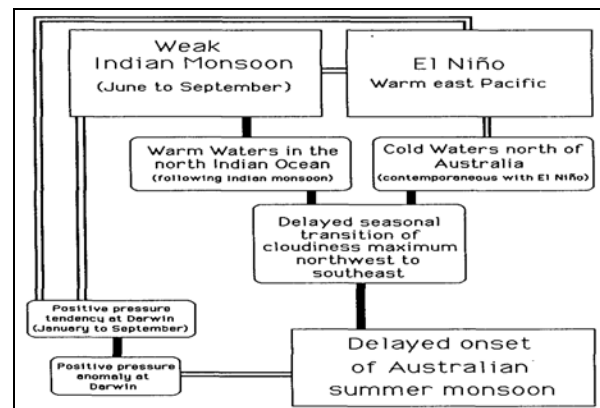 Weak
Indian Monsoon
(June to September)
El Niño
Warm east Pacific
Warm Waters in the
north Indian Ocean
(following Indian monsoon)
Cold Waters north of
Australia
(contemporaneous with El Niño)
Delayed seasonal
transition of
cloudiness maximum
northwest to
southeast
Positive pressure
tendency at Darwin
(January to September)
Positive pressure
anomaly at
Darwin
Delayed onset
of Australian
summer monsoon